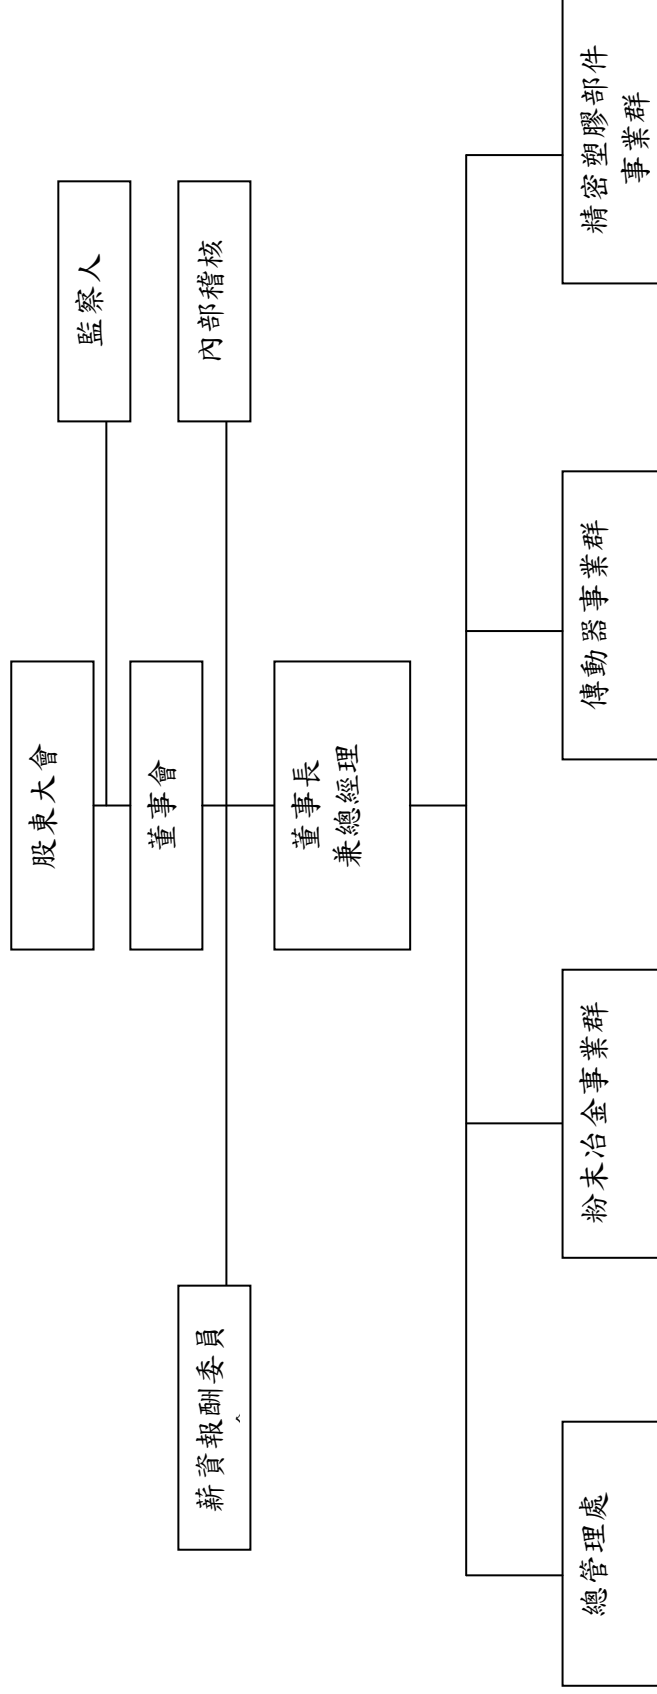 股東大會
監察人
董事會
薪資報酬委員
內部稽核
董事長
兼總經理
總管理處
粉末冶金事業群
傳動器事業群
精密塑膠部件
事業群